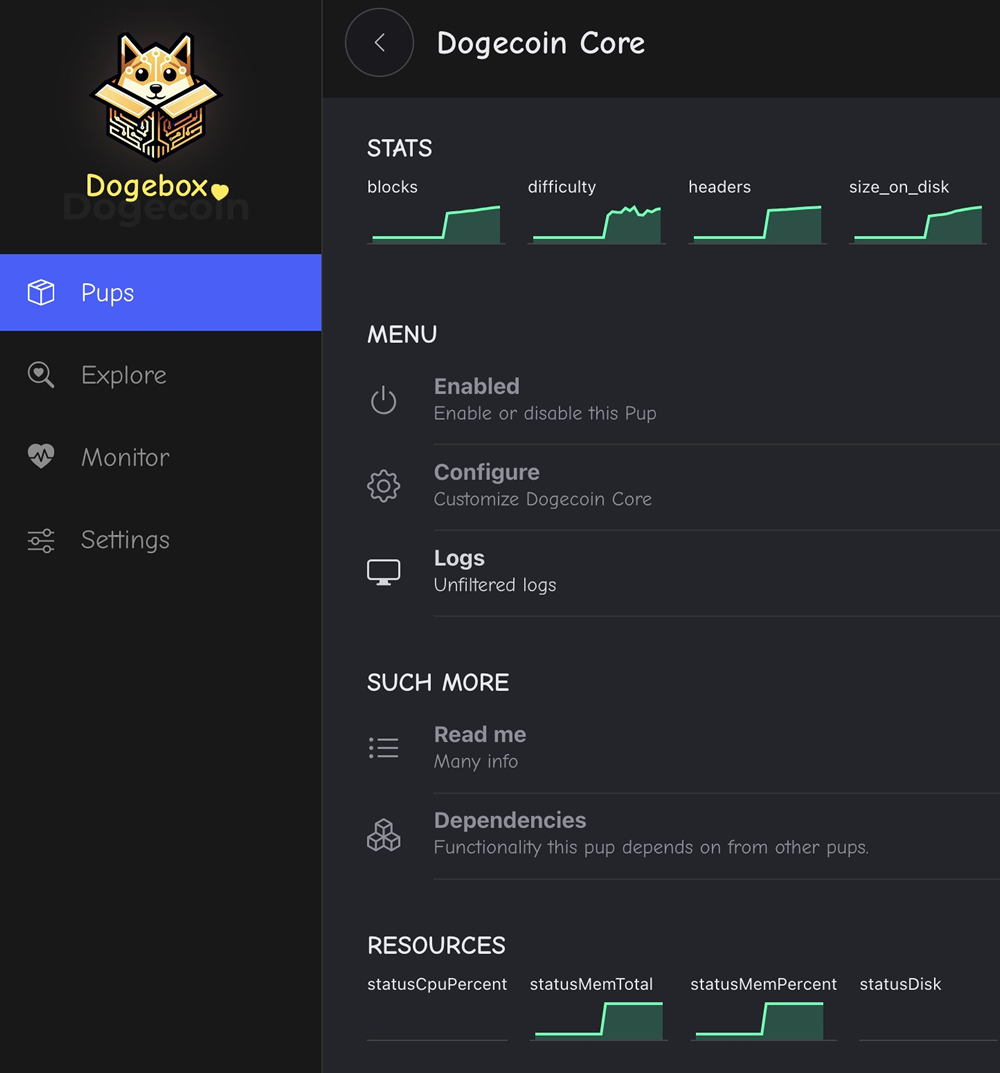 Dogebox
Dogecoin
Pups
Explore
Monitor
Settings
Dogecoin Core
STATS
blocks difficulty headers size_on_disk
MENU
Enabled
Enable or disable this Pup
Configure
Customize Dogecoin Core
Logs
Unfiltered logs
SUCH MORE
Read me
Many info
Dependencies
Functionality this pup depends on from other pups.
RESOURCES
statusCpuPercent statusMemTotal statusMemPercent statusDisk